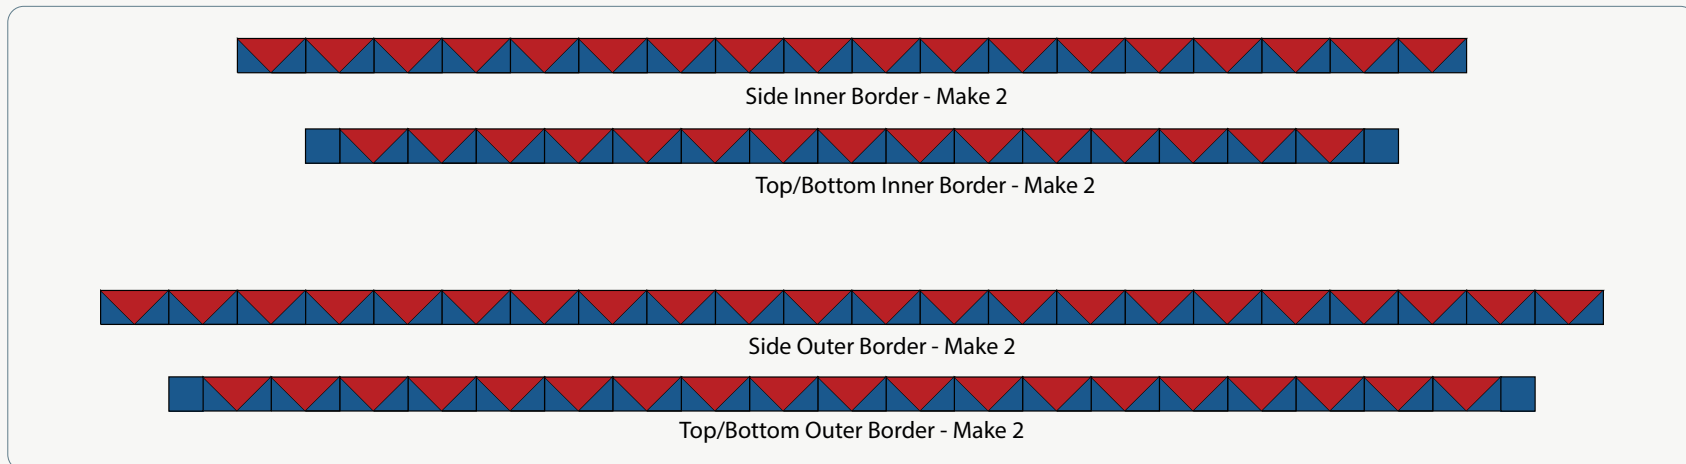 Side Inner Border - Make 2
Top/Bottom Inner Border - Make 2
Side Outer Border - Make 2
Top/Bottom Outer Border - Make 2